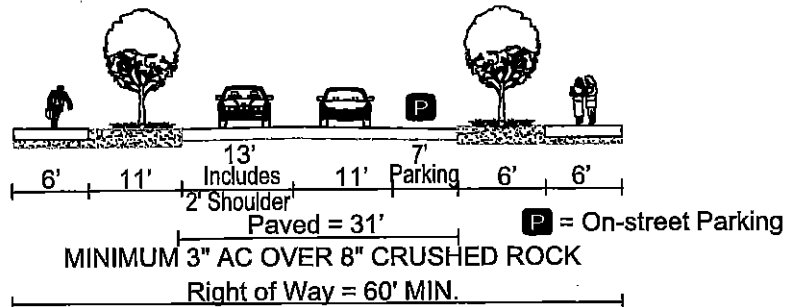 P
13' 7'
6' 11' Includes 11' Parking 6' 6'
2' Shoulder
Paved = 31' P = On-street Parking
MINIMUM 3" AC OVER 8" CRUSHED ROCK
Right of Way = 60' MIN.